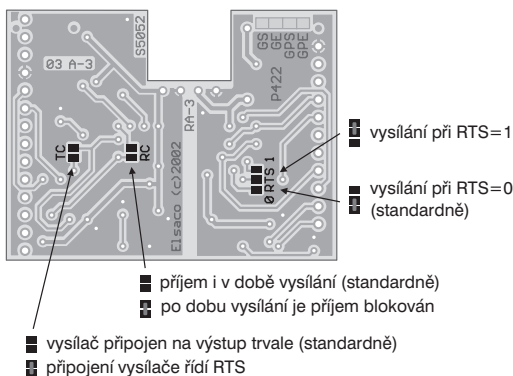 S5052
GS
GE
GPS
GPE
03 A-3
P422
RA-3
TC
RC
0 RTS 1
Elsaco (c)2002
vysílání při RTS=1
vysílání při RTS=0
(standardně)
příjem i v době vysílání (standardně)
po dobu vysílání je příjem blokován
vysílač připojen na výstup trvale (standardně)
připojení vysílače řídí RTS